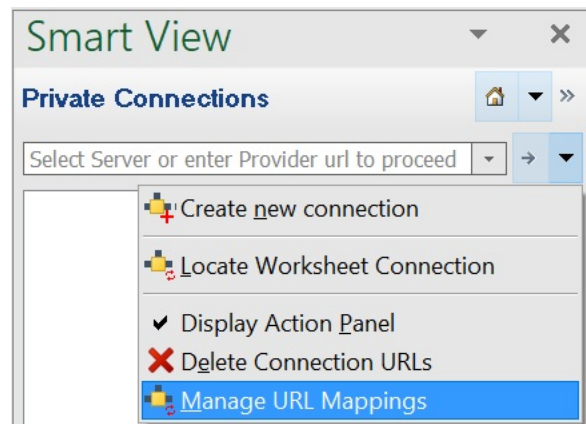 Smart View
Private Connections
Select Server or enter Provider url to proceed
Create new connection
Locate Worksheet Connection
Display Action Panel
Delete Connection URLs
Manage URL Mappings